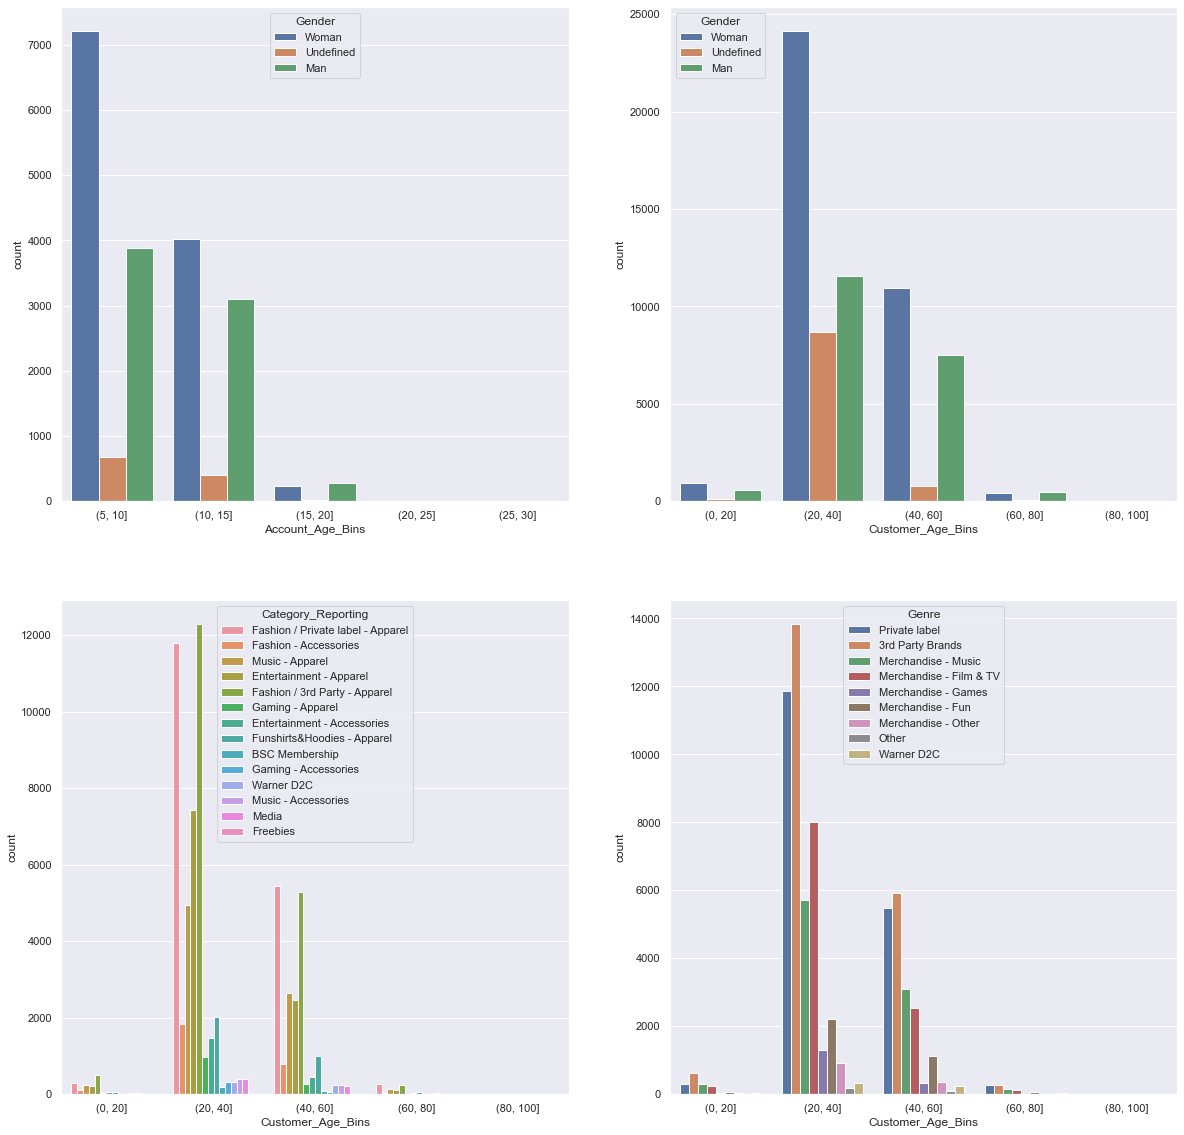 Gender
Woman
Undefined
Man
7000
6000
5000
4000
3000
2000
1000
0
count
(5, 10]
(10, 15]
(15, 20]
(20, 25]
(25, 30]
Account_Age_Bins
Gender
Woman
Undefined
Man
25000
20000
15000
10000
5000
0
count
(0, 20]
(20, 40]
(40, 60]
(60, 80]
(80, 100]
Customer_Age_Bins
Category_Reporting
Fashion / Private label - Apparel
Fashion - Accessories
Music - Apparel
Entertainment - Apparel
Fashion / 3rd Party - Apparel
Gaming - Apparel
Entertainment - Accessories
Funshirts&Hoodies - Apparel
BSC Membership
Gaming - Accessories
Warner D2C
Music - Accessories
Media
Freebies
12000
10000
8000
6000
4000
2000
0
count
(0, 20]
(20, 40]
(40, 60]
(60, 80]
(80, 100]
Customer_Age_Bins
Genre
Private label
3rd Party Brands
Merchandise - Music
Merchandise - Film & TV
Merchandise - Games
Merchandise - Fun
Merchandise - Other
Other
Warner D2C
14000
12000
10000
8000
6000
4000
2000
0
count
(0, 20]
(20, 40]
(40, 60]
(60, 80]
(80, 100]
Customer_Age_Bins